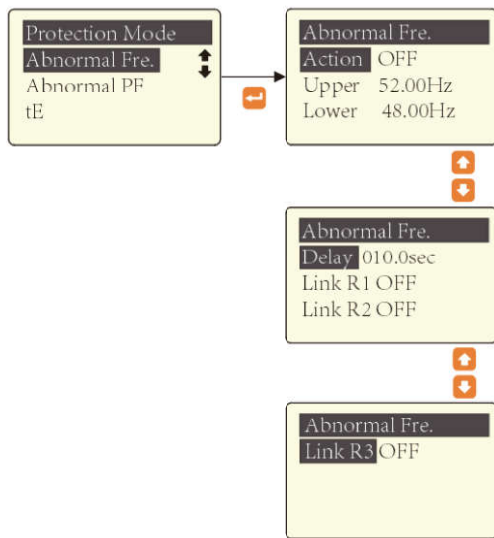 Protection Mode
Abnormal Fre.
Abnormal PF
tE
Abnormal Fre.
Action OFF
Upper 52.00Hz
Lower 48.00Hz
Abnormal Fre.
Delay 010.0sec
Link R1 OFF
Link R2 OFF
Abnormal Fre.
Link R3 OFF